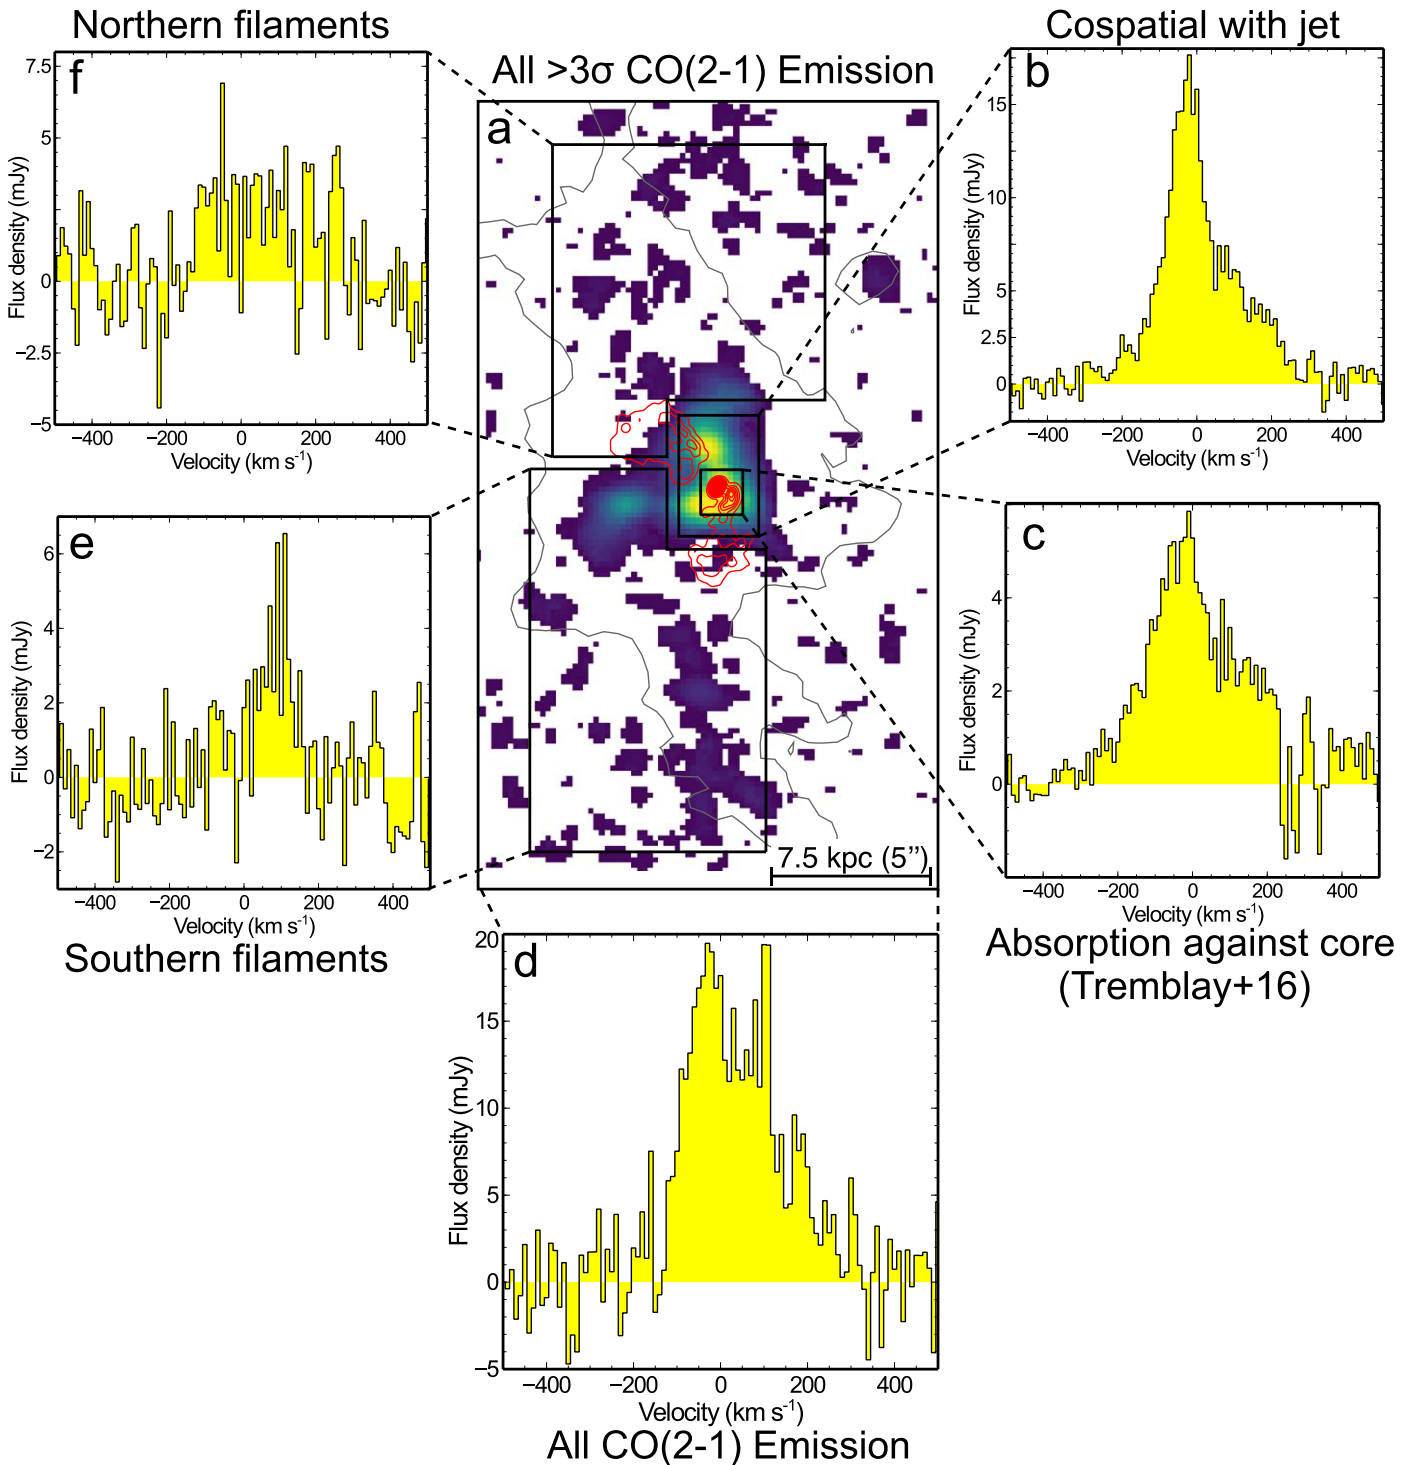 Northern filaments
Cospatial with jet
All >3σ CO(2-1) Emission
f
7.5
5
2.5
0
−2.5
−5
Flux density (mJy)
−400 −200 0 200 400
Velocity (km s⁻¹)
a
7.5 kpc (5’’)
b
15
10
5
2.5
0
Flux density (mJy)
−400 −200 0 200 400
Velocity (km s⁻¹)
e
6
4
2
0
−2
Flux density (mJy)
−400 −200 0 200 400
Velocity (km s⁻¹)
Southern filaments
c
4
2
0
Flux density (mJy)
−400 −200 0 200 400
Velocity (km s⁻¹)
Absorption against core
(Tremblay+16)
d
20
15
10
5
0
−5
Flux density (mJy)
−400 −200 0 200 400
Velocity (km s⁻¹)
All CO(2-1) Emission